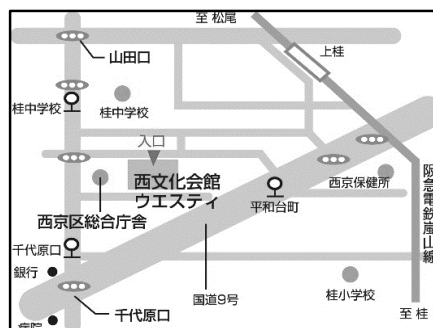 至 松尾
山田口
上桂
桂中学校
桂中学校
入口
西文化会館
ウエスティ
西京保健所
西京区総合庁舎
平和台町
阪急電鉄嵐山線
千代原口
銀行
国道9号
桂小学校
千代原口
至 桂
病院